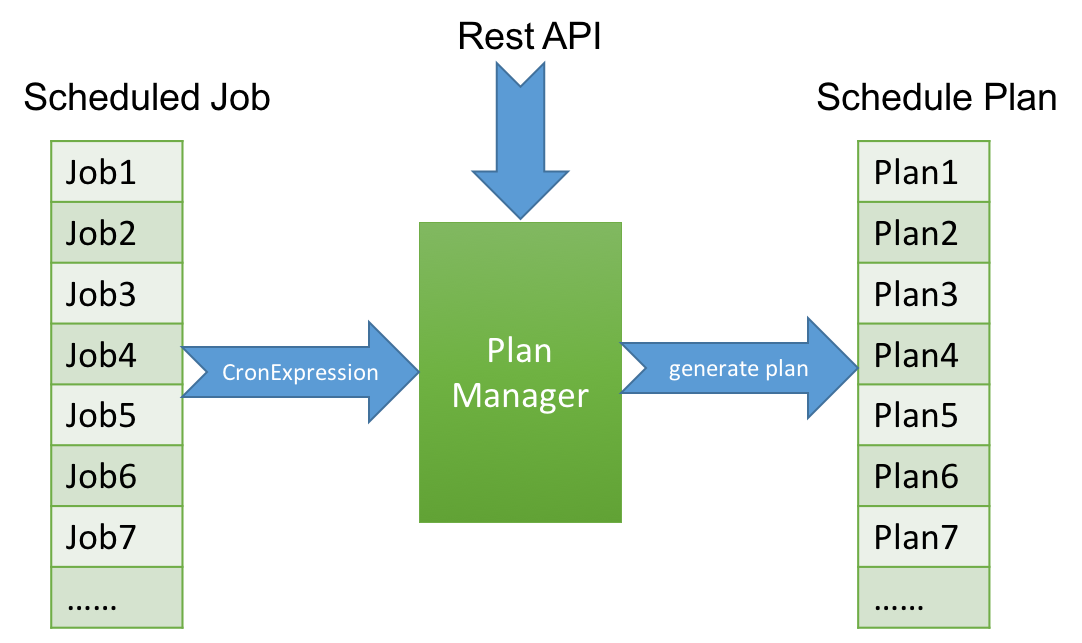 Rest API
Scheduled Job
Schedule Plan
Job1
Job2
Job3
Job4
Job5
Job6
Job7
......
CronExpression
Plan
Manager
generate plan
Plan1
Plan2
Plan3
Plan4
Plan5
Plan6
Plan7
......